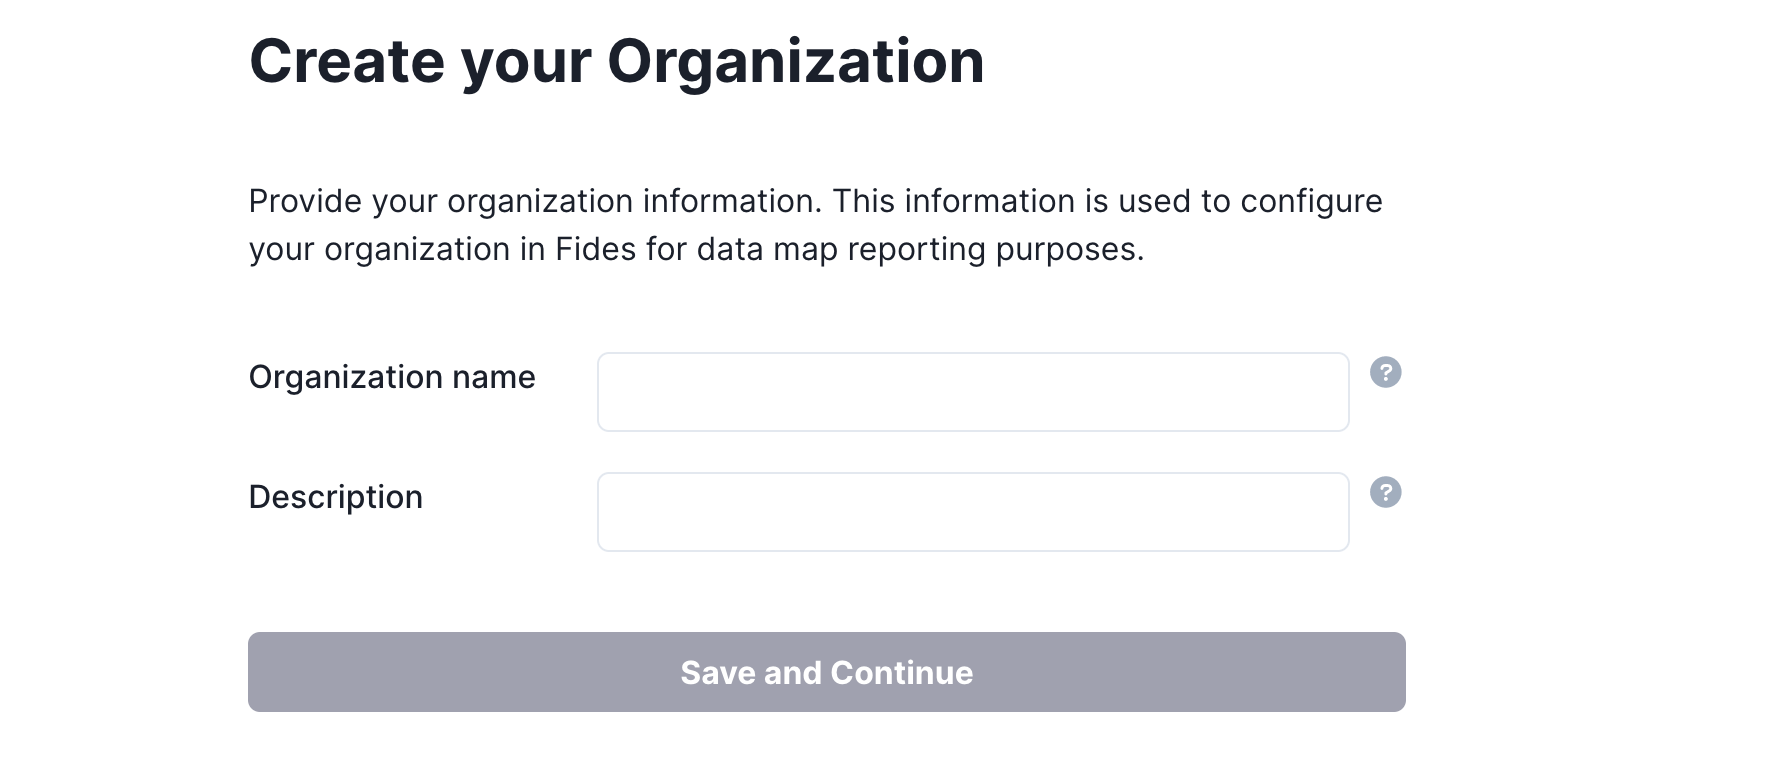 Create your Organization
Provide your organization information. This information is used to configure
your organization in Fides for data map reporting purposes.
Organization name
?
Description
?
Save and Continue